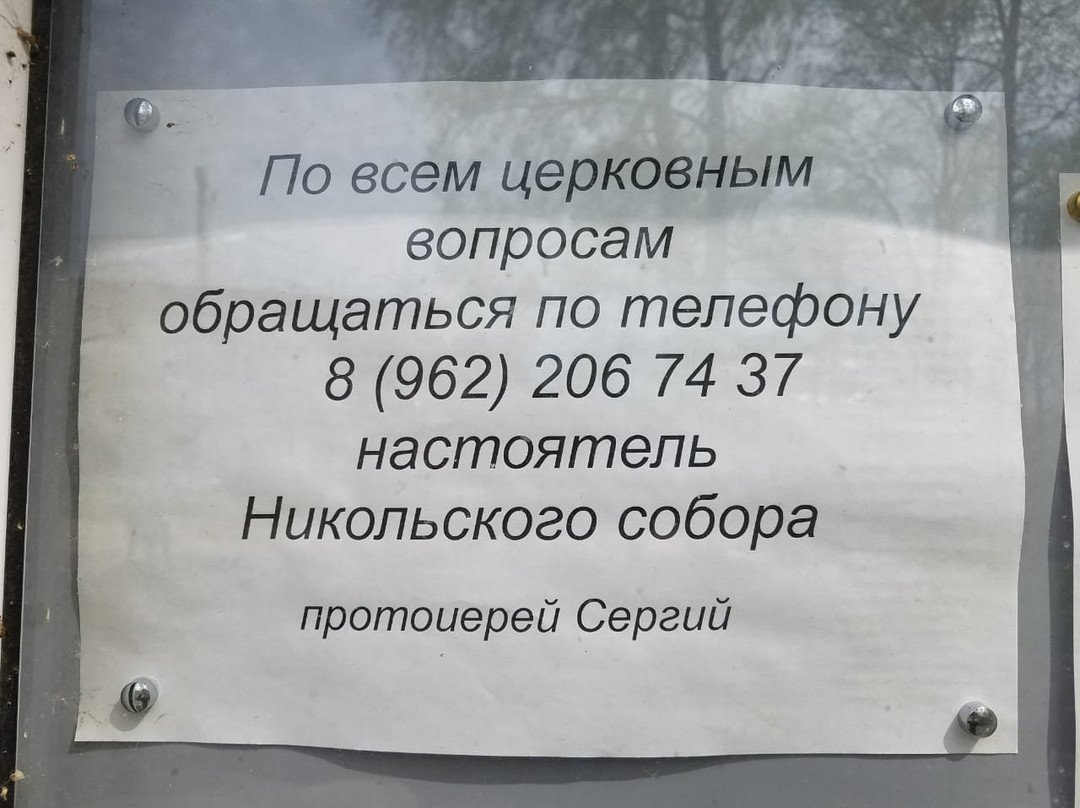 По всем церковным
вопросам
обращаться по телефону
8 (962) 206 74 37
настоятель
Никольского собора
протоиерей Сергий